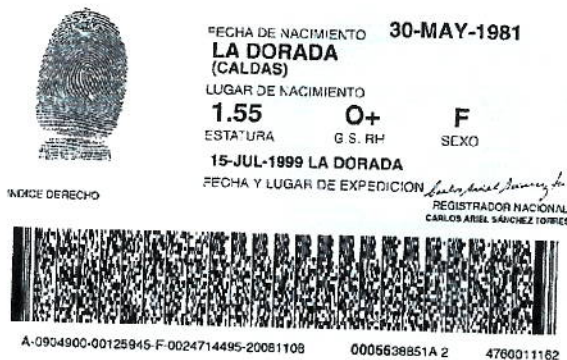 FECHA DE NACIMIENTO 30-MAY-1981
LA DORADA
(CALDAS)
LUGAR DE NACIMIENTO
1.55 O+ F
ESTATURA G.S. RH SEXO
15-JUL-1999 LA DORADA
FECHA Y LUGAR DE EXPEDICION
INDICE DERECHO
REGISTRADOR NACIONAL
CARLOS ARIEL SÁNCHEZ TORRES
A-0904900-00125945-F-0024714495-20081108 0005538851A 2 4760011162